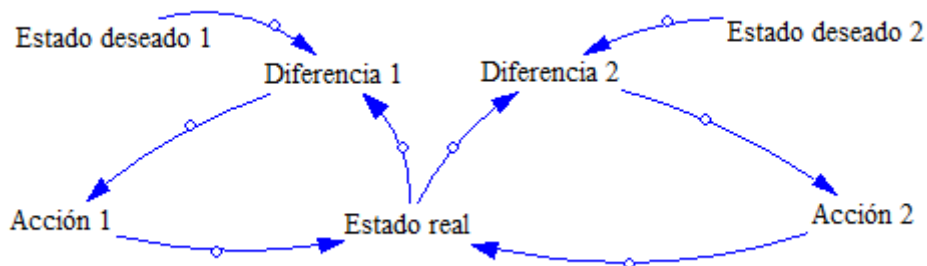 Estado deseado 1
Estado deseado 2
Diferencia 1
Diferencia 2
Acción 1
Estado real
Acción 2